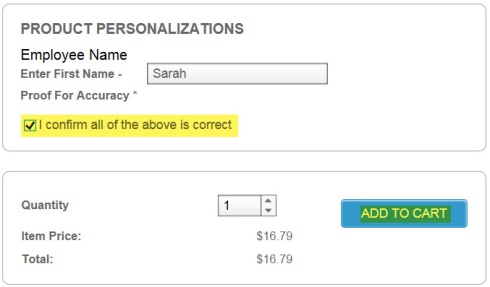 PRODUCT PERSONALIZATIONS
Employee Name
Enter First Name - Sarah
Proof For Accuracy *
I confirm all of the above is correct
Quantity 1 ADD TO CART
Item Price: $16.79
Total: $16.79